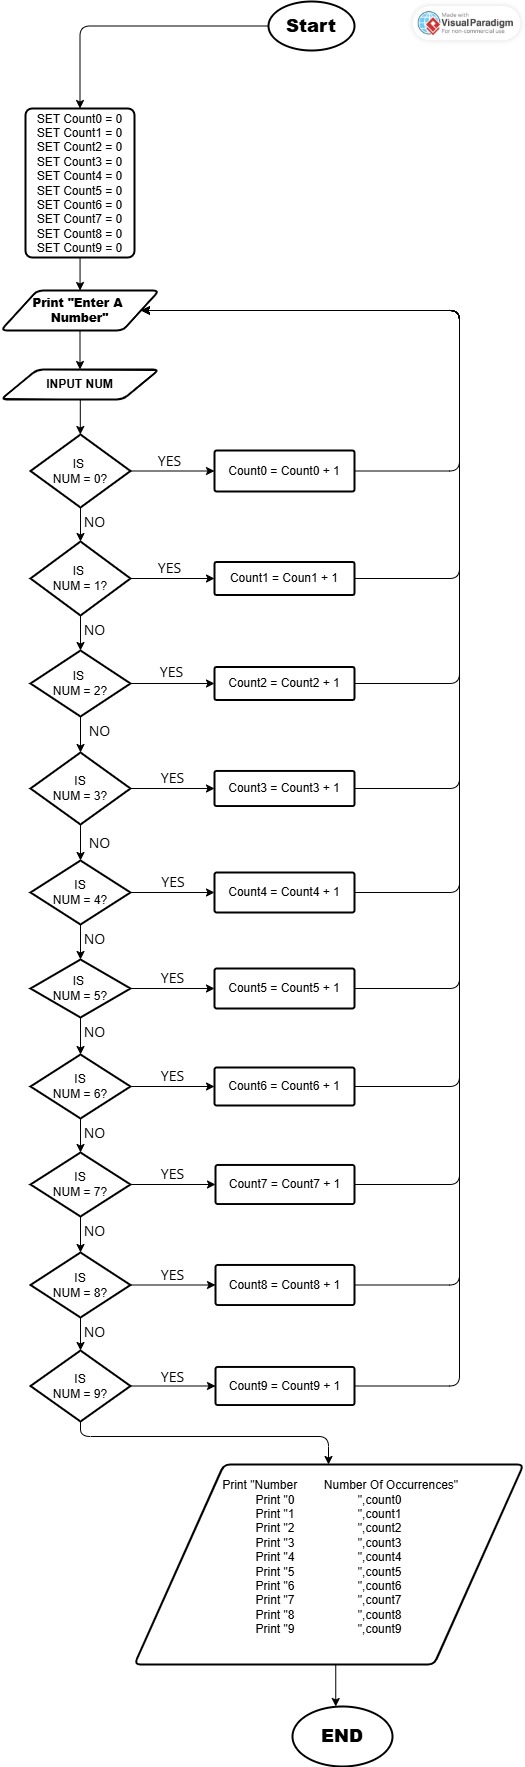 Start
Made with
VisualParadigm
For non-commercial use
SET Count0 = 0
SET Count1 = 0
SET Count2 = 0
SET Count3 = 0
SET Count4 = 0
SET Count5 = 0
SET Count6 = 0
SET Count7 = 0
SET Count8 = 0
SET Count9 = 0
Print "Enter A
Number"
INPUT NUM
IS
NUM = 0?
YES
Count0 = Count0 + 1
NO
IS
NUM = 1?
YES
Count1 = Coun1 + 1
NO
IS
NUM = 2?
YES
Count2 = Count2 + 1
NO
IS
NUM = 3?
YES
Count3 = Count3 + 1
NO
IS
NUM = 4?
YES
Count4 = Count4 + 1
NO
IS
NUM = 5?
YES
Count5 = Count5 + 1
NO
IS
NUM = 6?
YES
Count6 = Count6 + 1
NO
IS
NUM = 7?
YES
Count7 = Count7 + 1
NO
IS
NUM = 8?
YES
Count8 = Count8 + 1
NO
IS
NUM = 9?
YES
Count9 = Count9 + 1
Print "Number Number Of Occurrences"
Print "0 ",count0
Print "1 ",count1
Print "2 ",count2
Print "3 ",count3
Print "4 ",count4
Print "5 ",count5
Print "6 ",count6
Print "7 ",count7
Print "8 ",count8
Print "9 ",count9
END